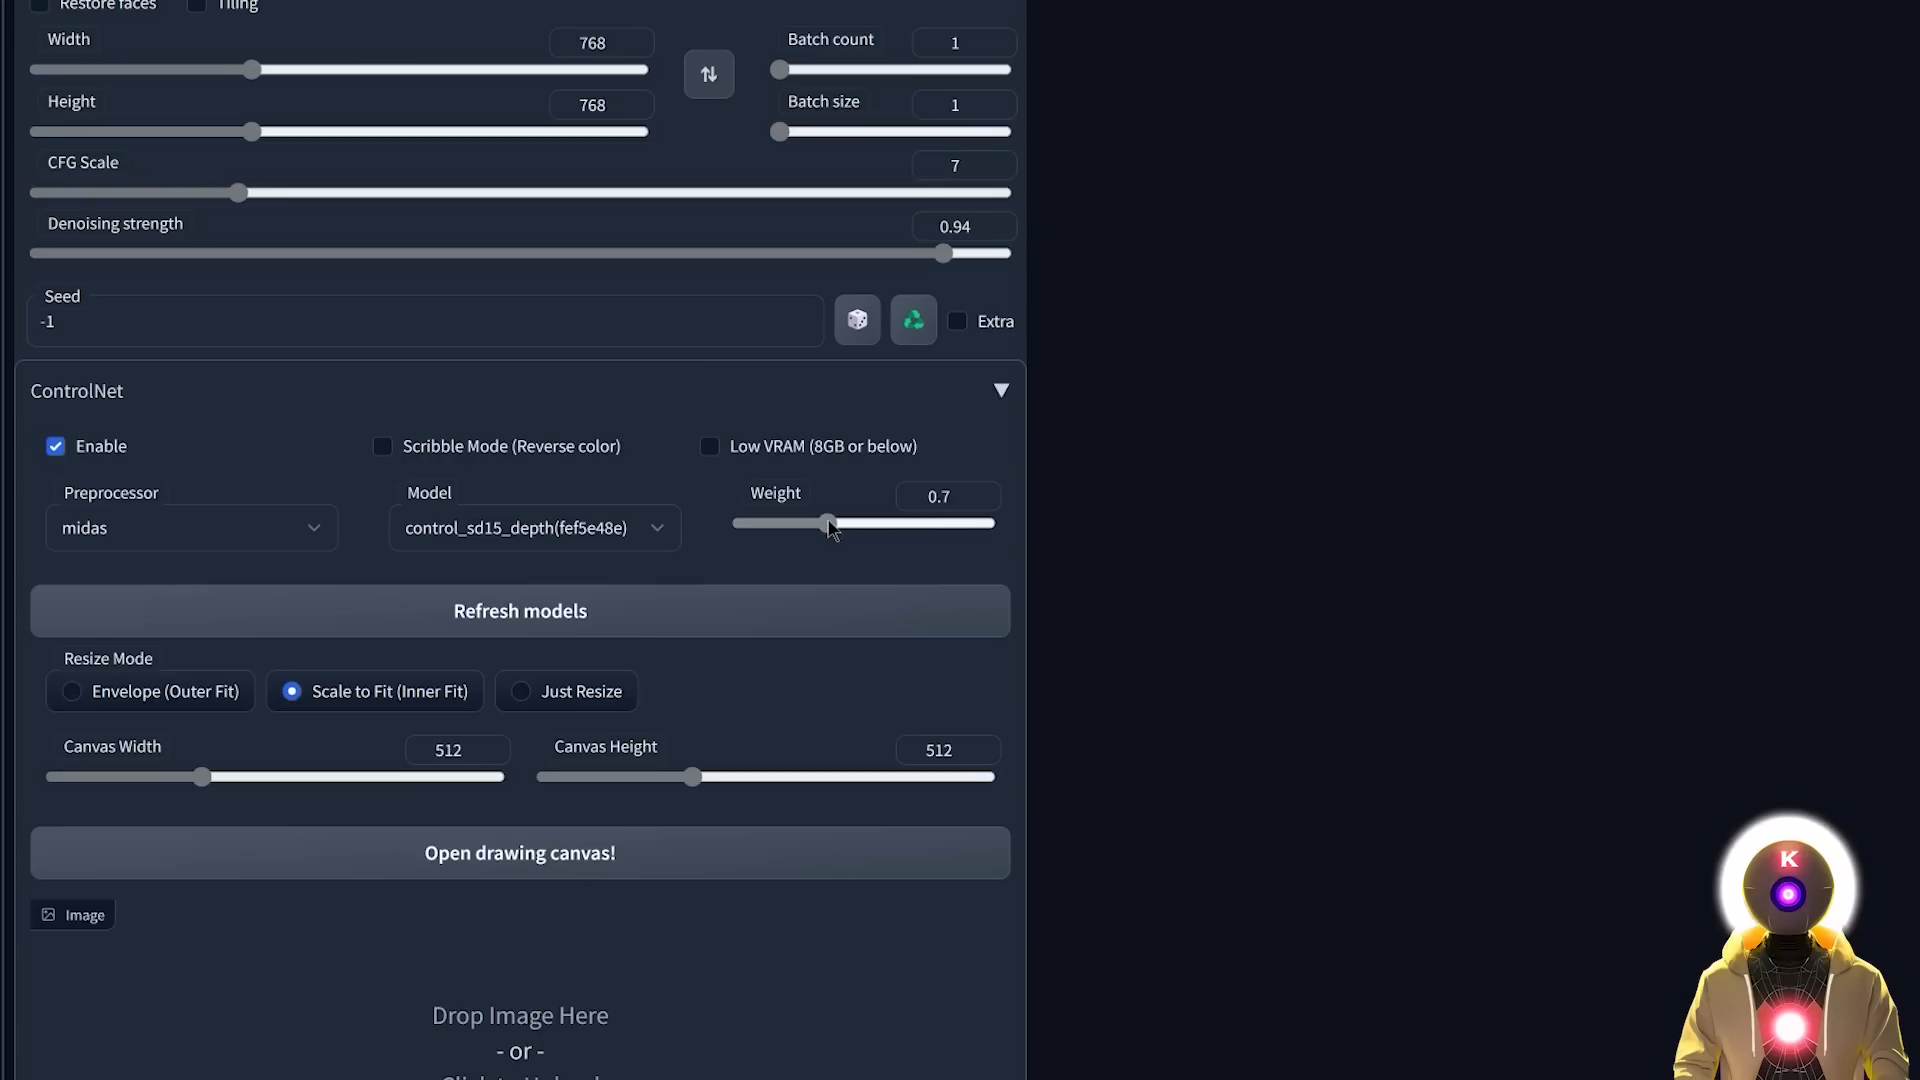 Restore faces
Tiling
Width
768
Batch count
1
Height
768
Batch size
1
CFG Scale
7
Denoising strength
0.94
Seed
-1
Extra
ControlNet
Enable
Scribble Mode (Reverse color)
Low VRAM (8GB or below)
Preprocessor
midas
Model
control_sd15_depth(fef5e48e)
Weight
0.7
Refresh models
Resize Mode
Envelope (Outer Fit)
Scale to Fit (Inner Fit)
Just Resize
Canvas Width
512
Canvas Height
512
Open drawing canvas!
Image
K
Drop Image Here
- or -